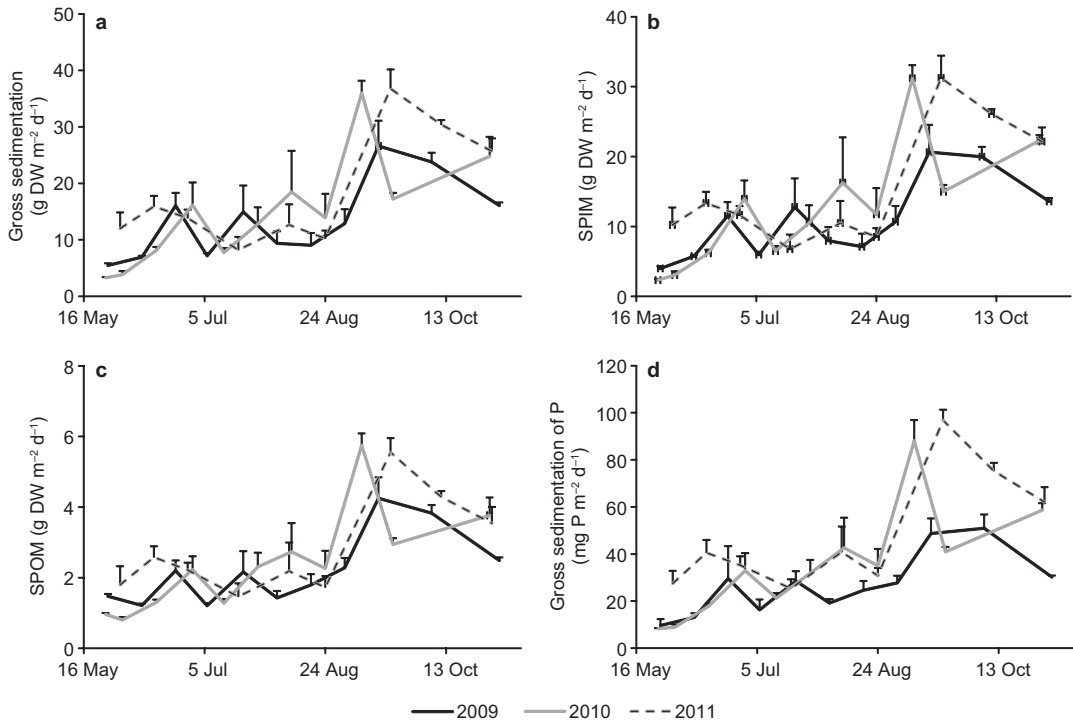 a
Gross sedimentation
(g DW m⁻² d⁻¹)
50
40
30
20
10
0
16 May 5 Jul 24 Aug 13 Oct
b
SPIM (g DW m⁻² d⁻¹)
40
30
20
10
0
16 May 5 Jul 24 Aug 13 Oct
c
SPOM (g DW m⁻² d⁻¹)
8
6
4
2
0
16 May 5 Jul 24 Aug 13 Oct
d
Gross sedimentation of P
(mg P m⁻² d⁻¹)
120
100
80
60
40
20
0
16 May 5 Jul 24 Aug 13 Oct
2009 2010 2011